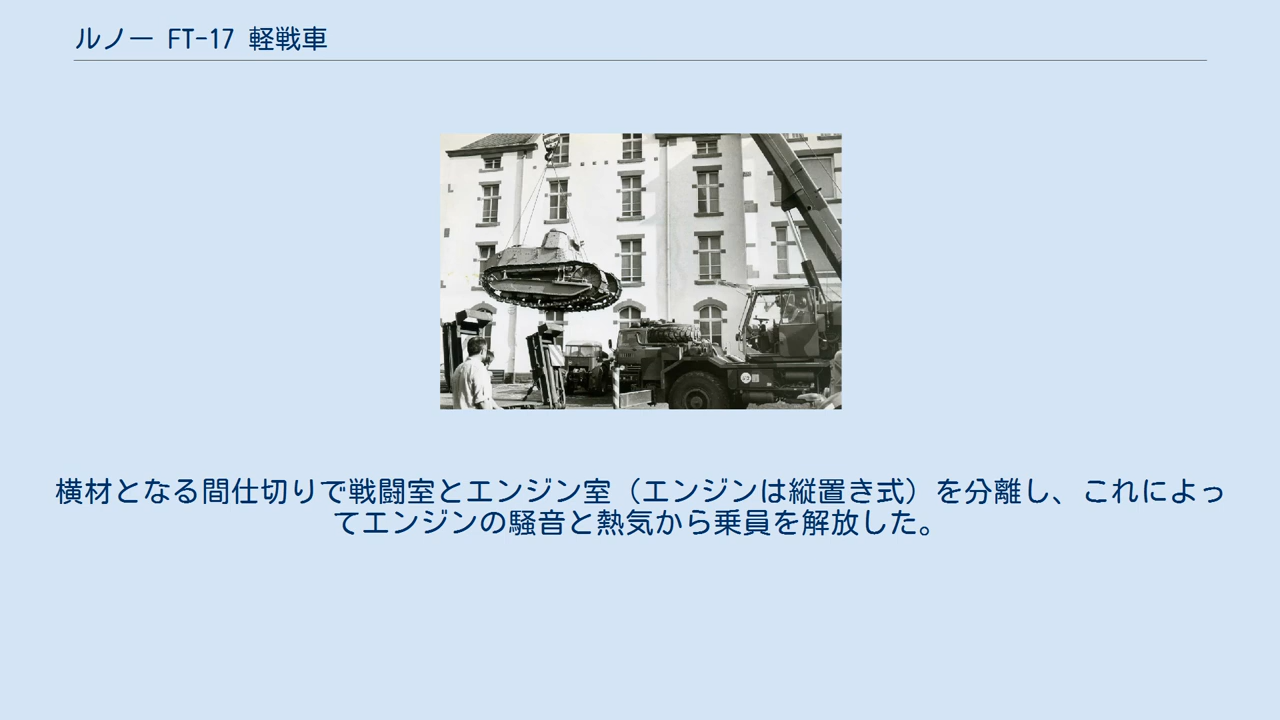 ルノー FT-17 軽戦車
横材となる間仕切りで戦闘室とエンジン室（エンジンは縦置き式）を分離し、これによっ
てエンジンの騒音と熱気から乗員を解放した。